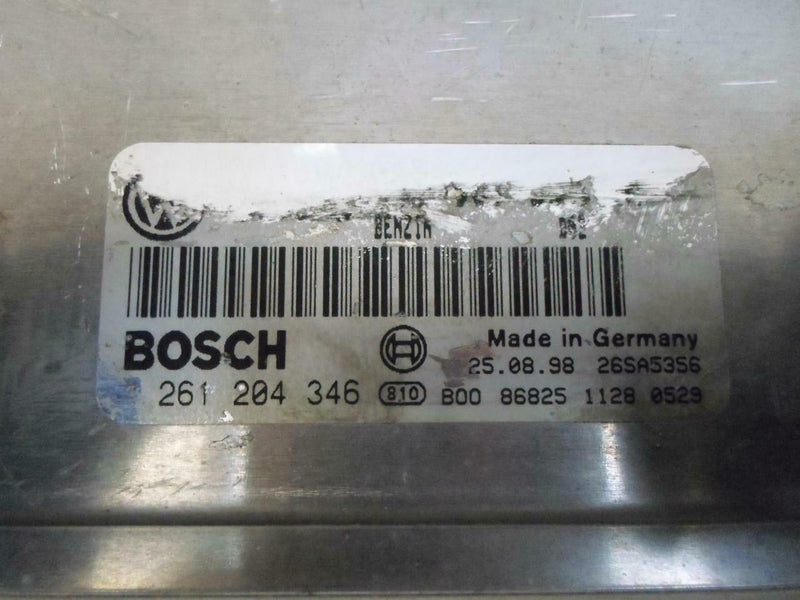 BENZIN
BOSCH
Made in Germany
25.08.98 26SA5356
261 204 346 810 B00 86825 1128 0529